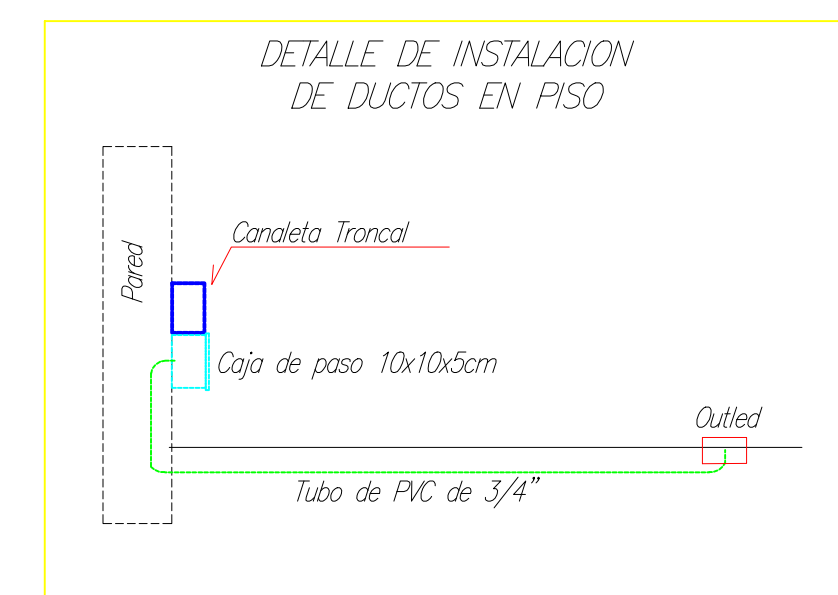 DETALLE DE INSTALACION
DE DUCTOS EN PISO
Canaleta Troncal
Pared
Caja de paso 10x10x5cm
Outled
Tubo de PVC de 3/4"